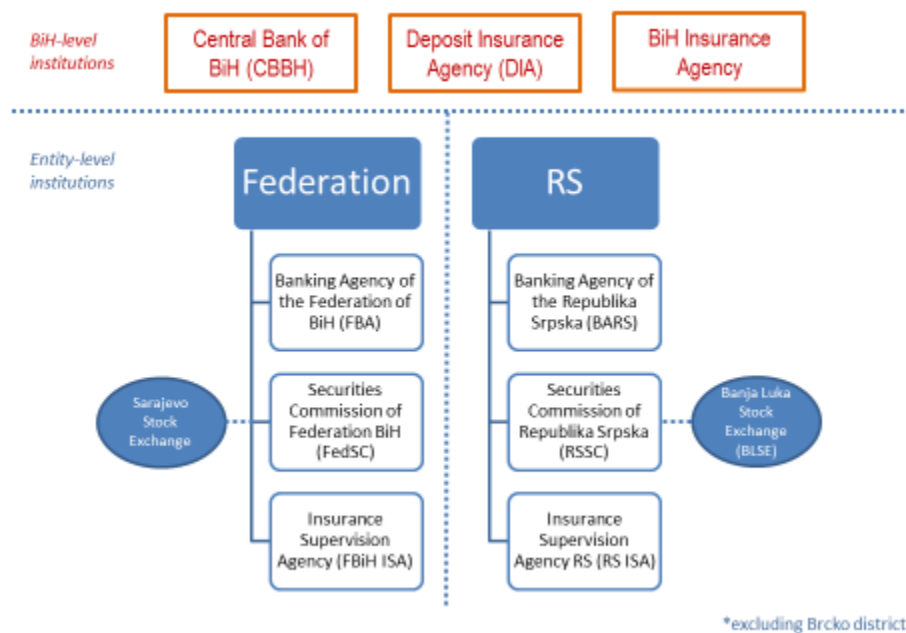 BiH-level
institutions
Central Bank of
BiH (CBBH)
Deposit Insurance
Agency (DIA)
BiH Insurance
Agency
Entity-level
institutions
Federation
RS
Banking Agency of
the Federation of
BiH (FBA)
Banking Agency of
the Republika
Srpska (BARS)
Sarajevo
Stock
Exchange
Securities
Commission of
Federation BiH
(FedSC)
Securities
Commission of
Republika Srpska
(RSSC)
Banja Luka
Stock
Exchange
(BLSE)
Insurance
Supervision
Agency (FBiH ISA)
Insurance
Supervision
Agency RS (RS ISA)
*excluding Brcko district